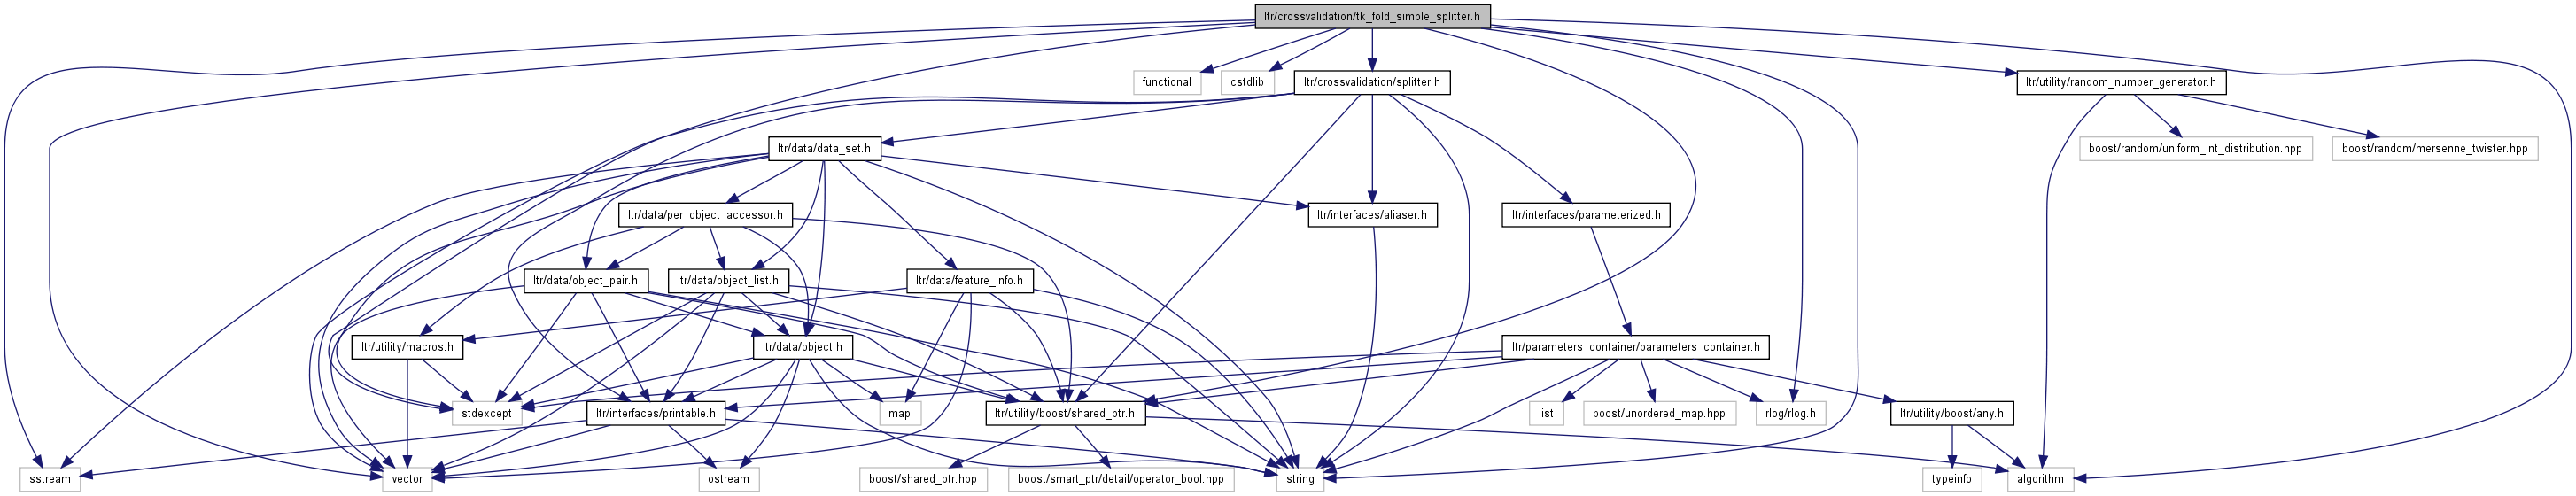 ltr/crossvalidation/tk_fold_simple_splitter.h
functional
cstdlib
ltr/crossvalidation/splitter.h
ltr/utility/random_number_generator.h
ltr/data/data_set.h
boost/random/uniform_int_distribution.hpp
boost/random/mersenne_twister.hpp
ltr/data/per_object_accessor.h
ltr/interfaces/aliaser.h
ltr/interfaces/parameterized.h
ltr/data/object_pair.h
ltr/data/object_list.h
ltr/data/feature_info.h
ltr/utility/macros.h
ltr/data/object.h
ltr/parameters_container/parameters_container.h
stdexcept
ltr/interfaces/printable.h
map
ltr/utility/boost/shared_ptr.h
list
boost/unordered_map.hpp
rlog/rlog.h
ltr/utility/boost/any.h
sstream
vector
ostream
boost/shared_ptr.hpp
boost/smart_ptr/detail/operator_bool.hpp
string
typeinfo
algorithm